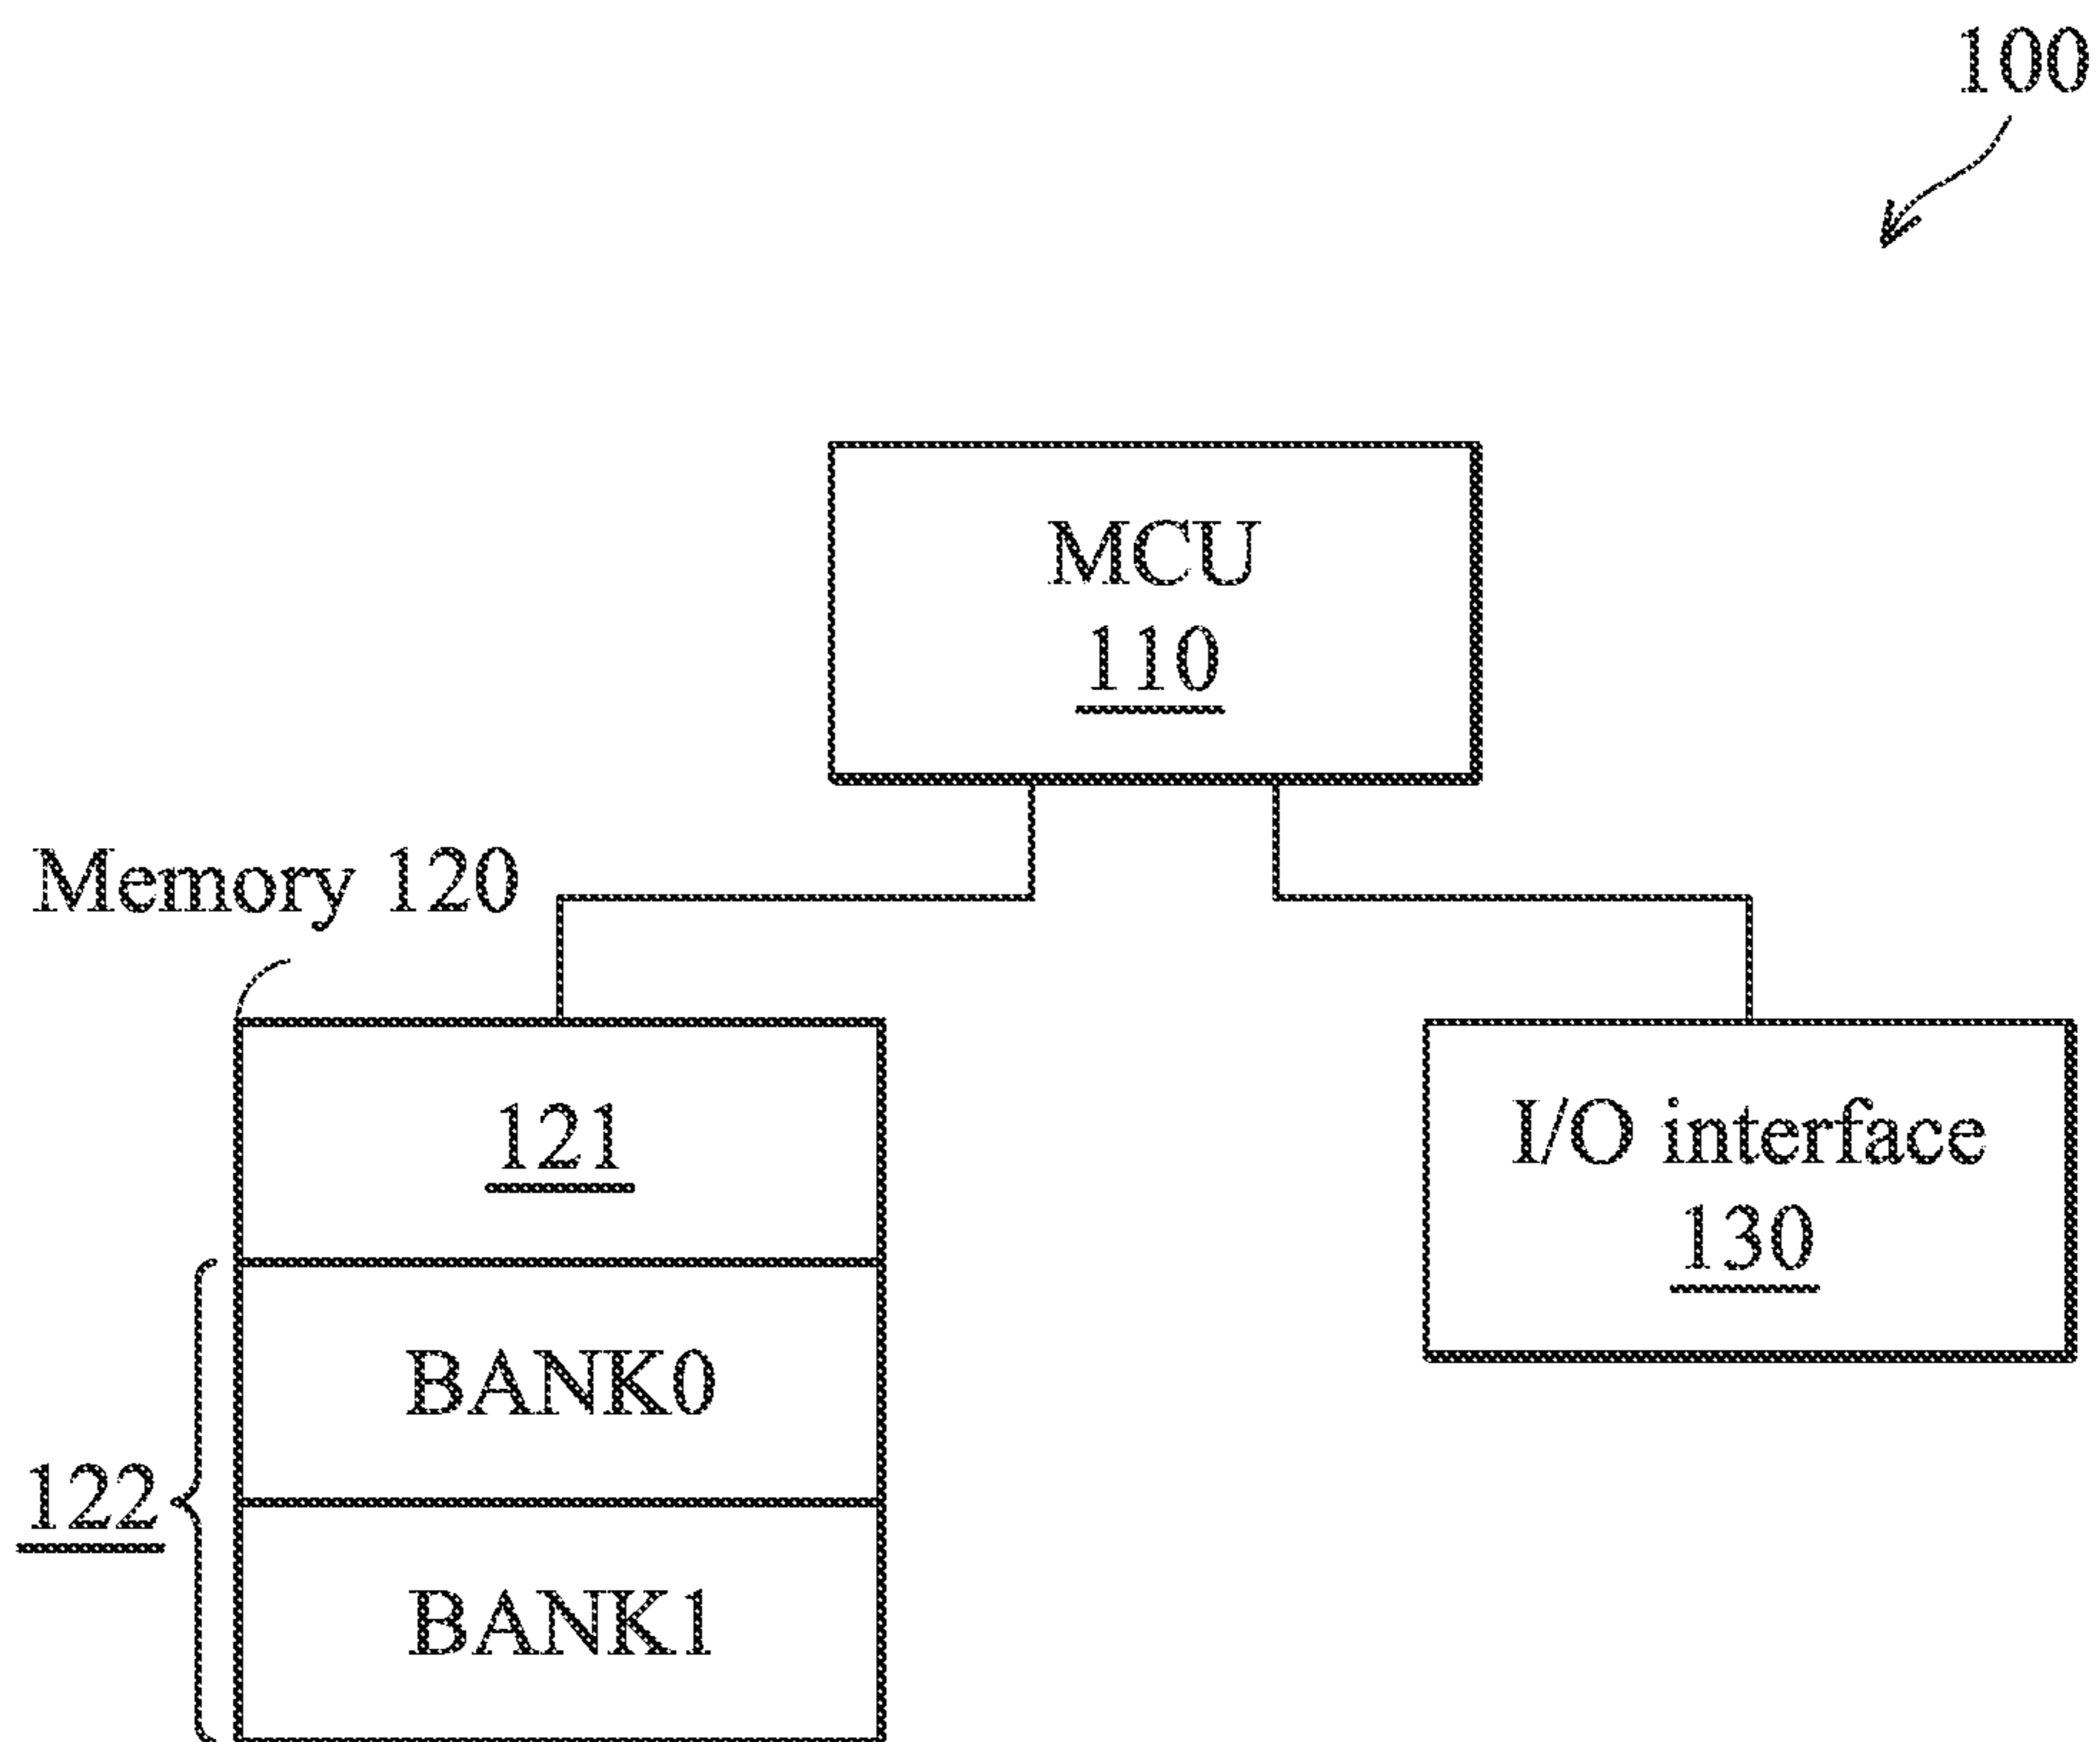 100
MCU
110
Memory 120
121
I/O interface
130
BANK0
122
BANK1